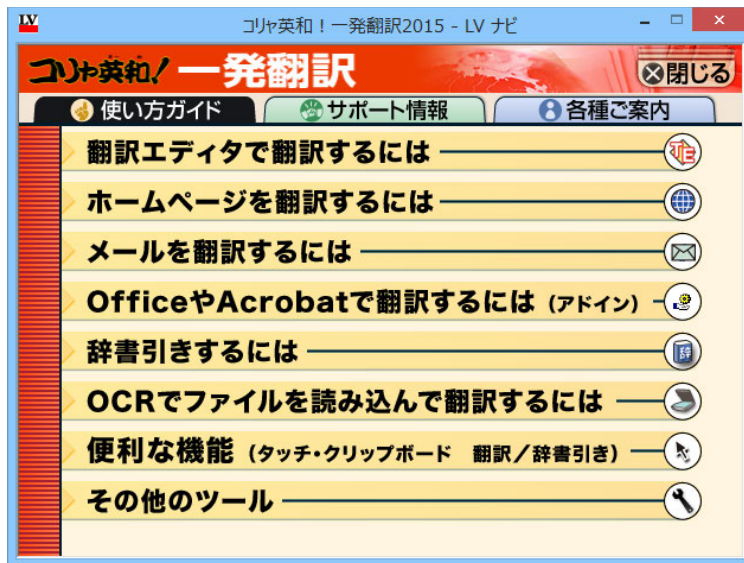 LV
コリャ英和！一発翻訳2015 - LV ナビ
コリャ英和! 一発翻訳
閉じる
使い方ガイド
サポート情報
各種ご案内
翻訳エディタで翻訳するには
TE
ホームページを翻訳するには
メールを翻訳するには
OfficeやAcrobatで翻訳するには（アドイン）
辞書引きするには
OCRでファイルを読み込んで翻訳するには
便利な機能（タッチ・クリップボード　翻訳／辞書引き）
その他のツール